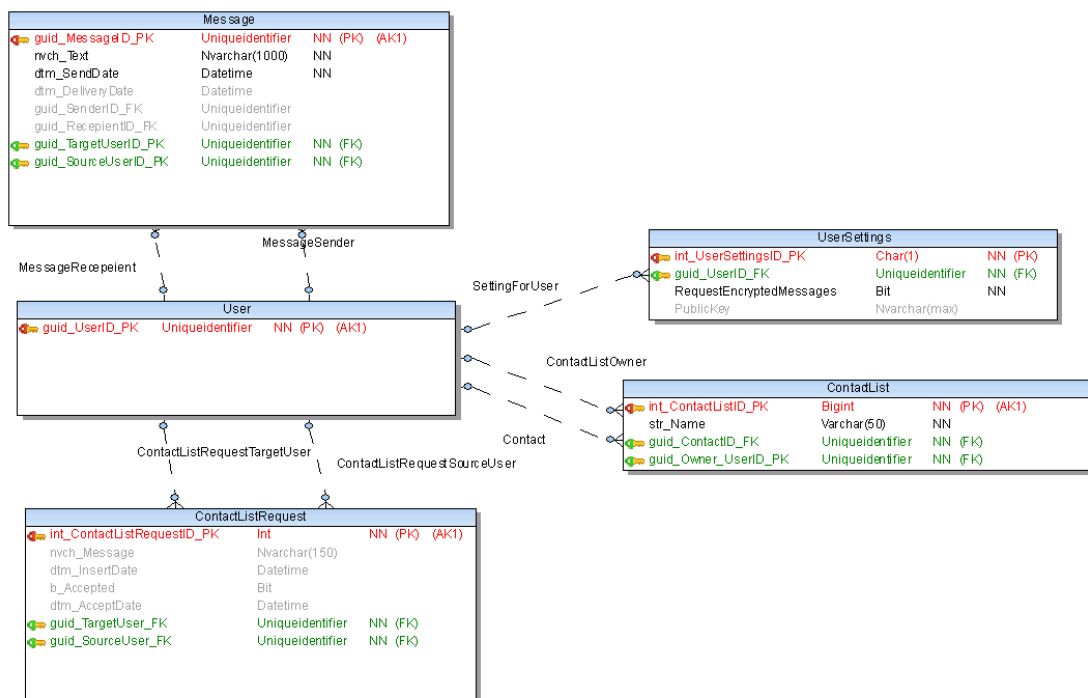 Message
guid_MessageID_PK Uniqueidentifier NN (PK) (AK1)
nvch_Text Nvarchar(1000) NN
dtm_SendDate Datetime NN
dtm_DeliveryDate Datetime
guid_SenderID_FK Uniqueidentifier
guid_RecepientID_FK Uniqueidentifier
guid_TargetUserID_PK Uniqueidentifier NN (FK)
guid_SourceUserID_PK Uniqueidentifier NN (FK)
MessageSender
MessageRecepeient
UserSettings
int_UserSettingsID_PK Char(1) NN (PK)
guid_UserID_FK Uniqueidentifier NN (FK)
RequestEncryptedMessages Bit NN
PublicKey Nvarchar(max)
SettingForUser
User
guid_UserID_PK Uniqueidentifier NN (PK) (AK1)
ContactListOwner
ContactList
int_ContactListID_PK Bigint NN (PK) (AK1)
str_Name Varchar(50) NN
guid_ContactID_FK Uniqueidentifier NN (FK)
guid_Owner_UserID_PK Uniqueidentifier NN (FK)
Contact
ContactListRequestTargetUser
ContactListRequestSourceUser
ContactListRequest
int_ContactListRequestID_PK Int NN (PK) (AK1)
nvch_Message Nvarchar(150)
dtm_InsertDate Datetime
b_Accepted Bit
dtm_AcceptDate Datetime
guid_TargetUser_FK Uniqueidentifier NN (FK)
guid_SourceUser_FK Uniqueidentifier NN (FK)